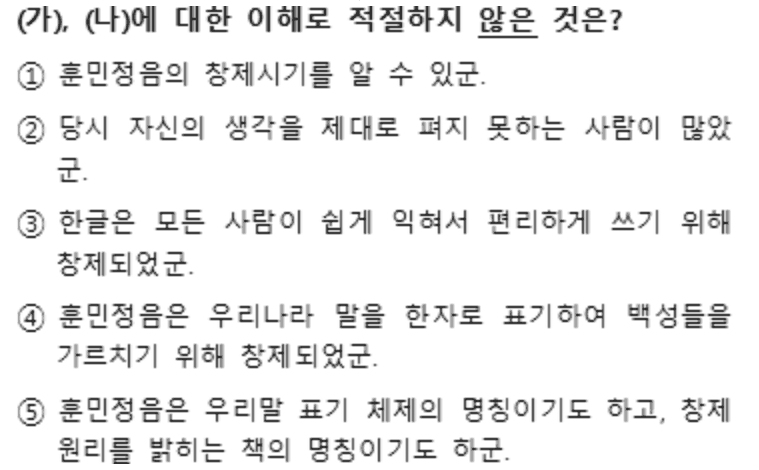 (가), (나)에 대한 이해로 적절하지 않은 것은?
① 훈민정음의 창제시기를 알 수 있군.
② 당시 자신의 생각을 제대로 펴지 못하는 사람이 많았
군.
③ 한글은 모든 사람이 쉽게 익혀서 편리하게 쓰기 위해
창제되었군.
④ 훈민정음은 우리나라 말을 한자로 표기하여 백성들을
가르치기 위해 창제되었군.
⑤ 훈민정음은 우리말 표기 체제의 명칭이기도 하고, 창제
원리를 밝히는 책의 명칭이기도 하군.